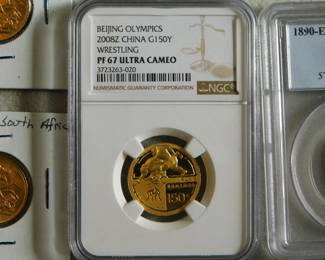 BEIJING OLYMPICS
2008Z CHINA G150Y
WRESTLING
PF 67 ULTRA CAMEO
3723263-020
NUMISMATIC GUARANTY CORPORATION
NGC
South Afric
1890-E
57
150